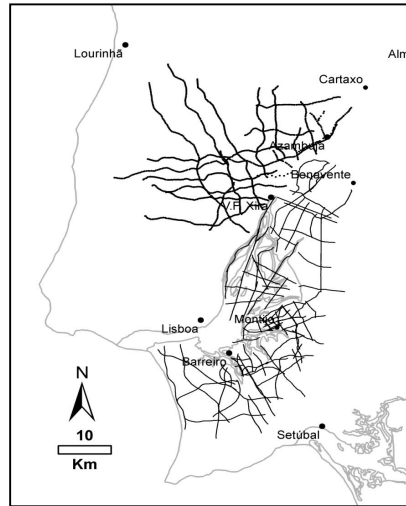 Lourinhã
Alm
Cartaxo
Azambuja
Benavente
V.F. Xira
Lisboa
Montijo
Barreiro
N
10
Km
Setúbal